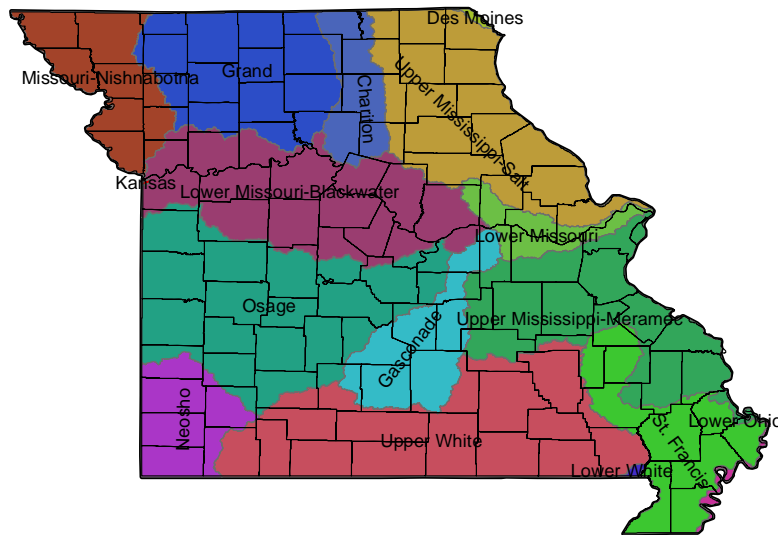 Des Moines
Missouri-Nishnabotna
Grand
Chariton
Upper Mississippi-Salt
Kansas
Lower Missouri-Blackwater
Lower Missouri
Osage
Upper Mississippi-Meramec
Gasconade
Neosho
Upper White
St. Francis
Lower Ohio
Lower White